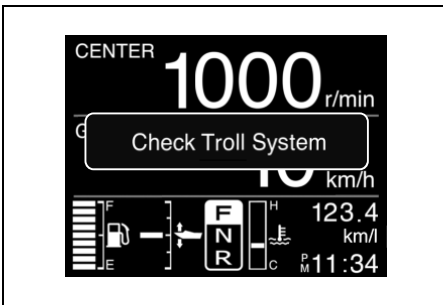 CENTER 1000 r/min
Check Troll System
km/h
F F H 123.4
N km/l
E R C PM 11:34